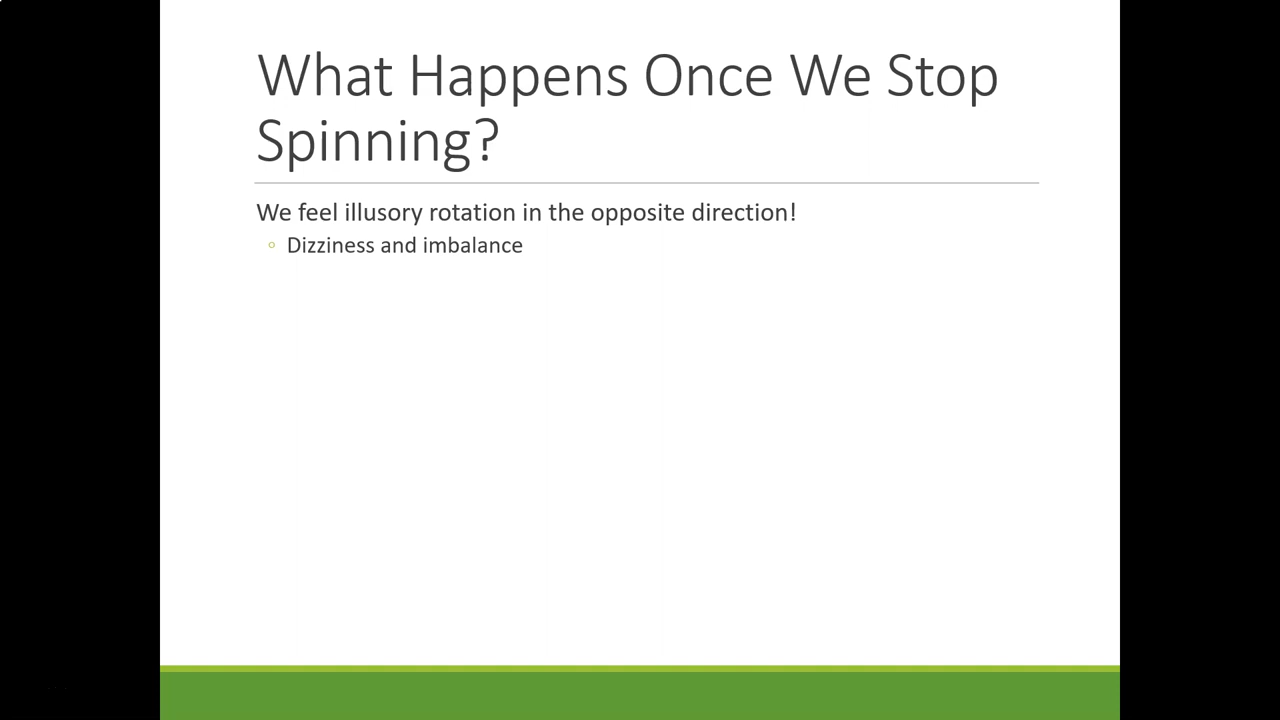 What Happens Once We Stop
Spinning?
We feel illusory rotation in the opposite direction!
◦ Dizziness and imbalance